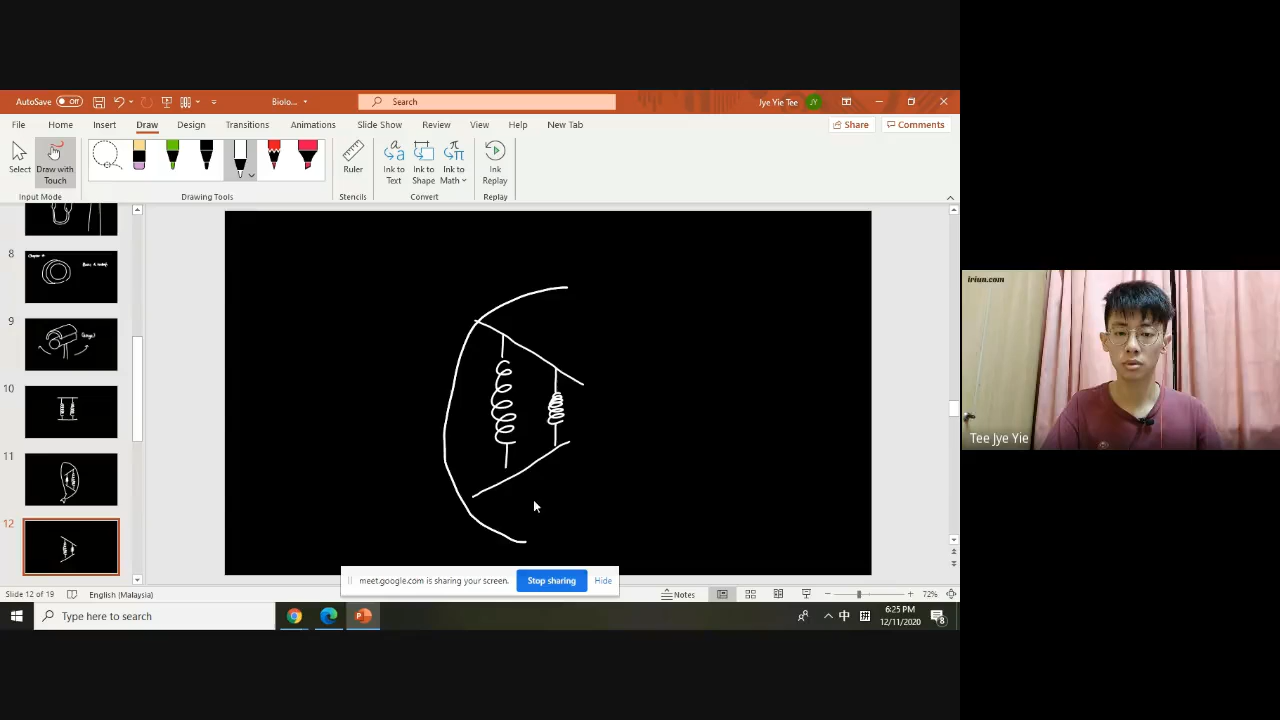 AutoSave Off Biolo... Search Jye Yie Tee JY
File Home Insert Draw Design Transitions Animations Slide Show Review View Help New Tab Share Comments
Select Draw with Touch Ruler Ink to Text Ink to Shape Ink to Math Ink Replay
Input Mode Drawing Tools Stencils Convert Replay
8
9
10
11
12
iriun.com
Tee Jye Yie
meet.google.com is sharing your screen. Stop sharing Hide
Slide 12 of 19 English (Malaysia) Notes 72%
Type here to search 中 6:25 PM
12/11/2020 8